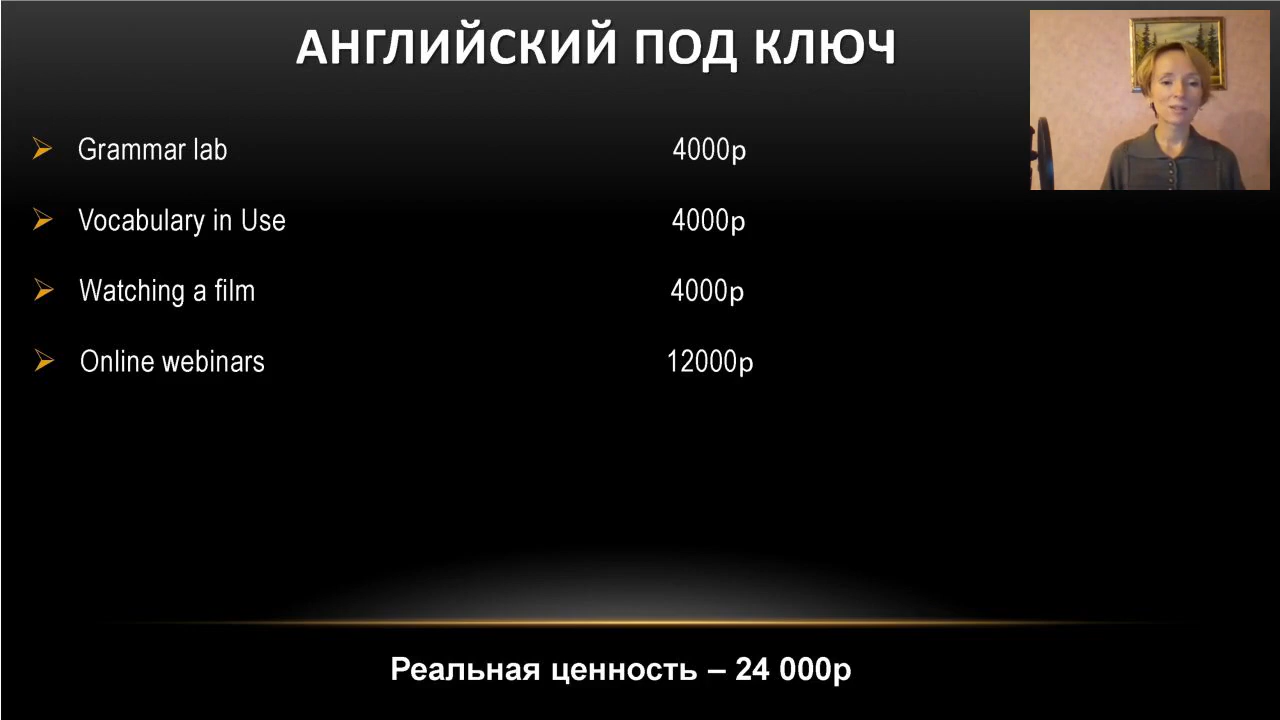 АНГЛИЙСКИЙ ПОД КЛЮЧ
Grammar lab 4000р
Vocabulary in Use 4000р
Watching a film 4000р
Online webinars 12000р
Реальная ценность – 24 000р